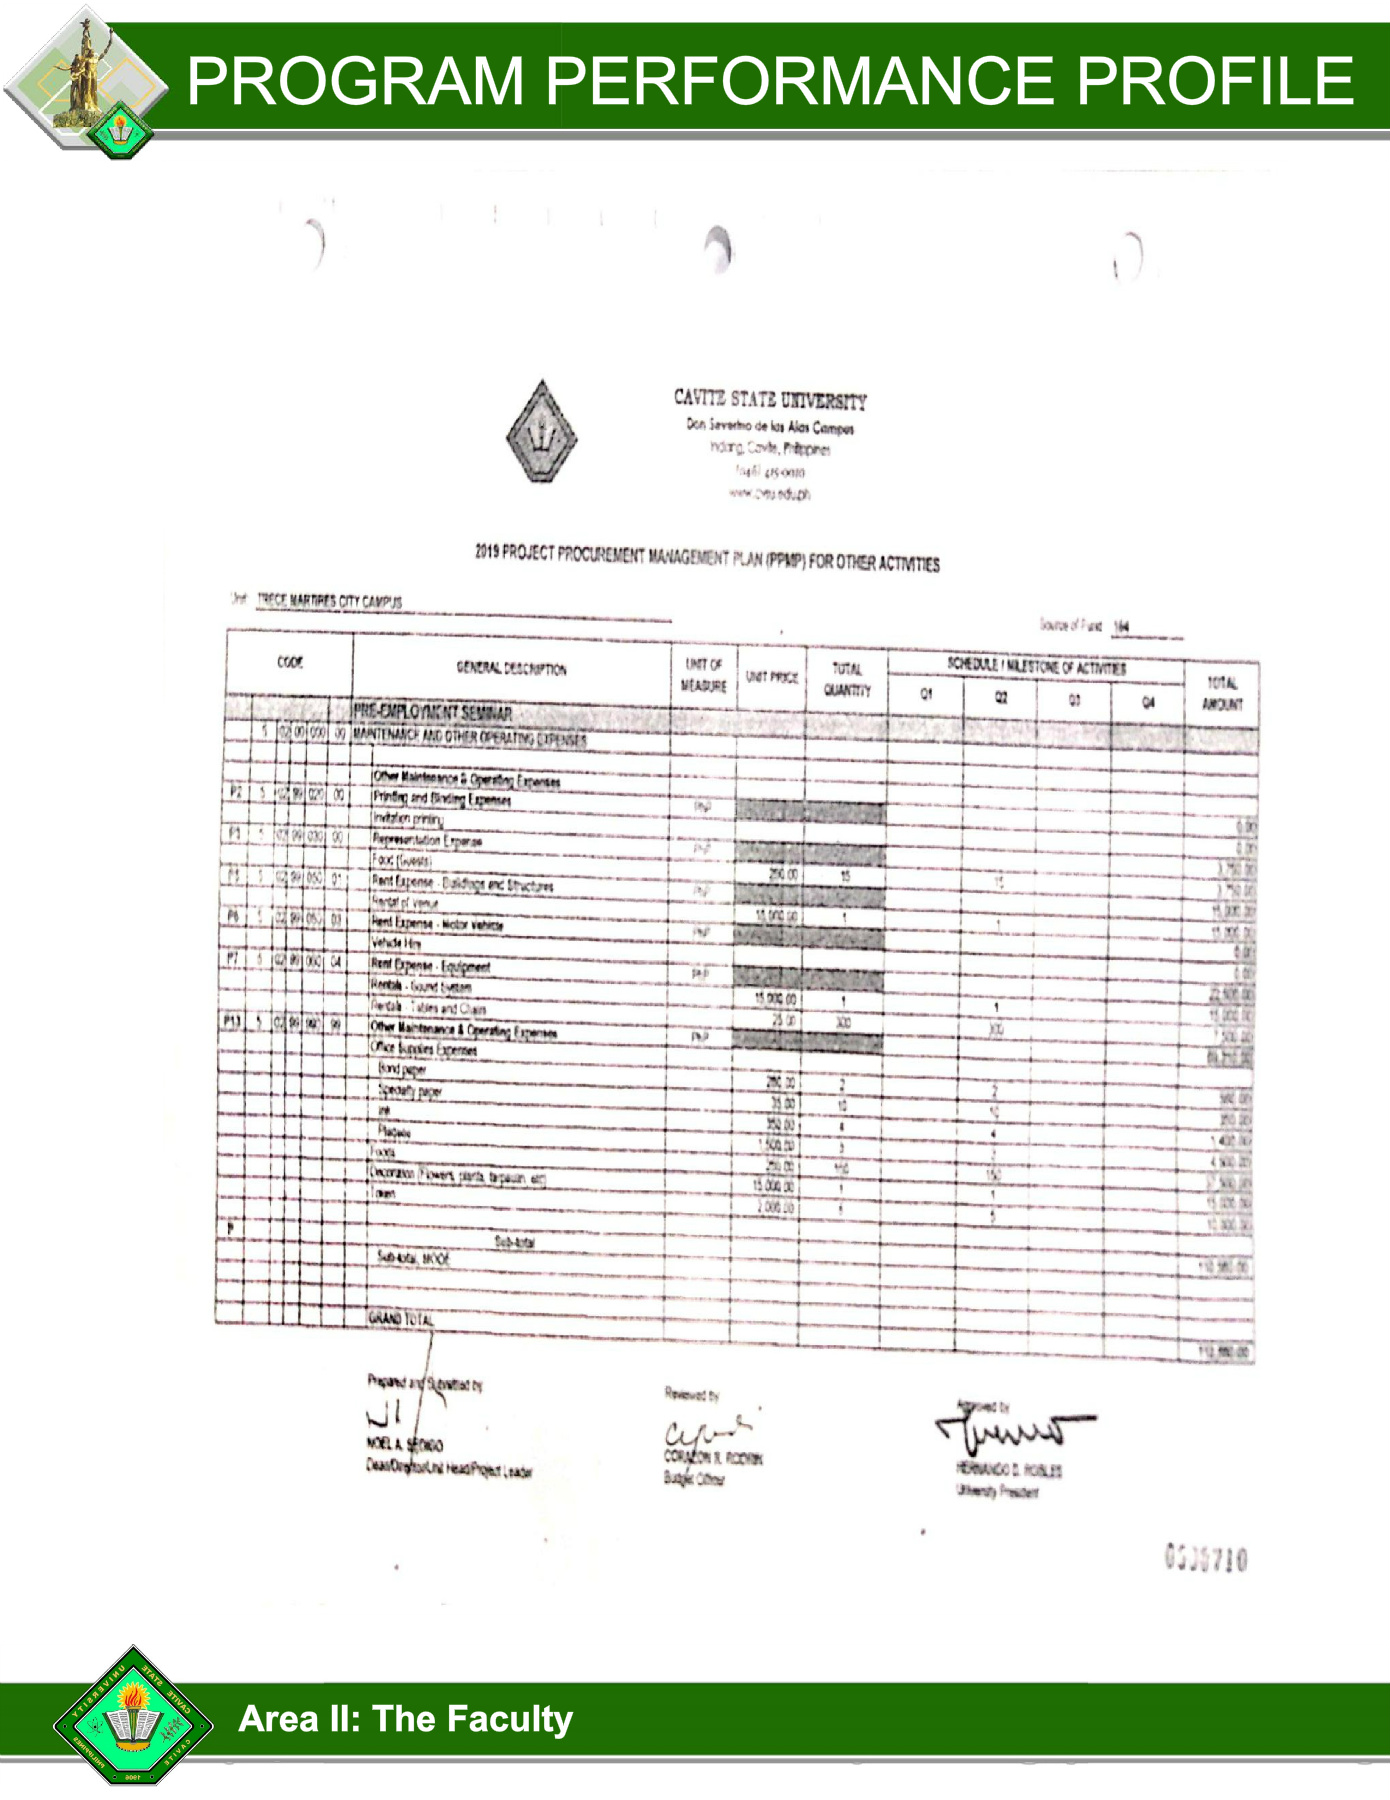 PROGRAM PERFORMANCE PROFILE
CAVITE STATE UNIVERSITY
Don Severino de las Alas Campus
Indang, Cavite, Philippines
(046) 415-0010
www.cvsu.edu.ph
2019 PROJECT PROCUREMENT MANAGEMENT PLAN (PPMP) FOR OTHER ACTIVITIES
Unit: TRECE MARTIRES CITY CAMPUS
Source of Fund: 164
CODE GENERAL DESCRIPTION UNIT OF MEASURE UNIT PRICE TOTAL QUANTITY SCHEDULE / MILESTONE OF ACTIVITIES TOTAL AMOUNT
Q1 Q2 Q3 Q4
PRE-EMPLOYMENT SEMINAR
5 02 00 000 00 MAINTENANCE AND OTHER OPERATING EXPENSES
Other Maintenance & Operating Expenses
P2 5 02 99 020 00 Printing and Binding Expenses PhP 0.00
Invitation printing 0.00
5 02 99 030 00 Representation Expense PhP 3,750.00
Food (Guests) 250.00 15 15 3,750.00
P5 5 02 99 050 01 Rent Expense - Buildings and Structures PhP 15,000.00
Rental of Venue 15,000.00 1 1 15,000.00
P6 5 02 99 050 03 Rent Expense - Motor Vehicle PhP 0.00
Vehicle Hire 0.00
P7 5 02 99 050 04 Rent Expense - Equipment PhP 22,500.00
Rentals - Sound System 15,000.00 1 1 15,000.00
Rentals - Tables and Chairs 25.00 300 300 7,500.00
P13 5 02 99 990 99 Other Maintenance & Operating Expenses PhP
Office Supplies Expenses
Bond paper 2 2
Specialty paper 35.00 10 10 350.00
Ink 350.00 4 4 1,400.00
Plaques 1,500.00 3 3 4,500.00
Foods 250.00 150 150 37,500.00
Decoration (Flowers, plants, tarpaulin, etc) 15,000.00 1 1 15,000.00
Token 2,000.00 5 5 10,000.00
P
Sub-total
Sub-total, MOOE
GRAND TOTAL
Prepared and Submitted by
NOEL A. SEDIGO
Dean/Director/Unit Head/Project Leader
Reviewed by
CORAZON R. RODRIN
Budget Officer
Approved by
HERNANDO D. ROBLES
University President
Area II: The Faculty
CAVITE STATE UNIVERSITY
CAVITE PHILIPPINES
1906